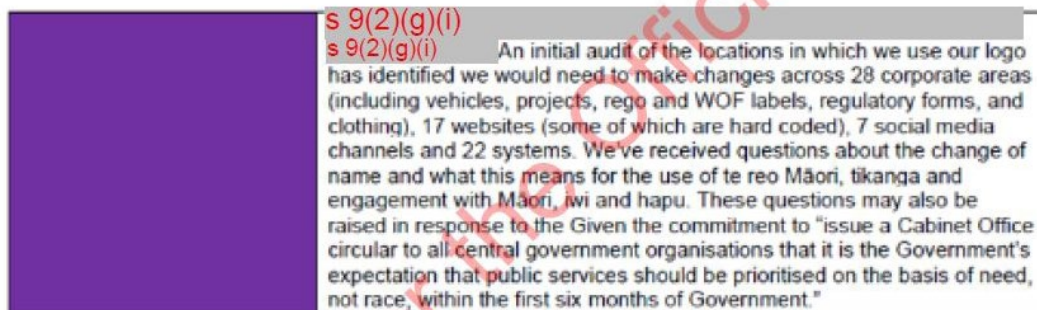 s 9(2)(g)(i)
s 9(2)(g)(i) An initial audit of the locations in which we use our logo
has identified we would need to make changes across 28 corporate areas
(including vehicles, projects, rego and WOF labels, regulatory forms, and
clothing), 17 websites (some of which are hard coded), 7 social media
channels and 22 systems. We've received questions about the change of
name and what this means for the use of te reo Māori, tikanga and
engagement with Māori, iwi and hapu. These questions may also be
raised in response to the Given the commitment to "issue a Cabinet Office
circular to all central government organisations that it is the Government's
expectation that public services should be prioritised on the basis of need,
not race, within the first six months of Government."
the Offic